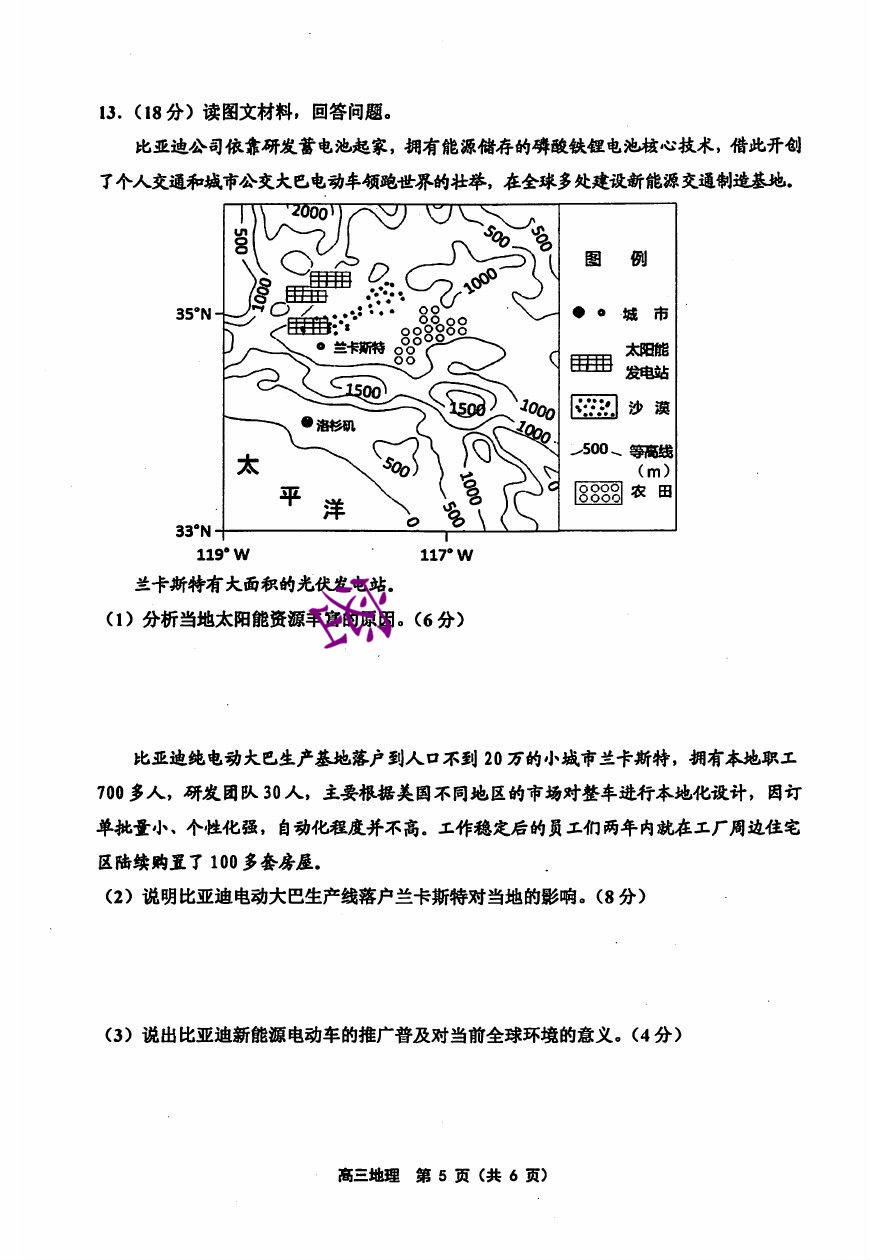 13.（18分）读图文材料，回答问题。
比亚迪公司依靠研发蓄电池起家，拥有能源储存的磷酸铁锂电池核心技术，借此开创
了个人交通和城市公交大巴电动车领跑世界的壮举，在全球多处建设新能源交通制造基地。
2000
500
500
500
1000
1000
图 例
35°N
城 市
兰卡斯特
太阳能
发电站
1500
1500
1000
沙 漠
洛杉矶
1000
500
等高线
（m）
太
平
洋
500
1000
500
0
0
农 田
33°N
119° W
117° W
兰卡斯特有大面积的光伏发电站。
（1）分析当地太阳能资源丰富的原因。（6分）
比亚迪纯电动大巴生产基地落户到人口不到 20 万的小城市兰卡斯特，拥有本地职工
700 多人，研发团队 30 人，主要根据美国不同地区的市场对整车进行本地化设计，因订
单批量小、个性化强，自动化程度并不高。工作稳定后的员工们两年内就在工厂周边住宅
区陆续购置了 100 多套房屋。
（2）说明比亚迪电动大巴生产线落户兰卡斯特对当地的影响。（8分）
（3）说出比亚迪新能源电动车的推广普及对当前全球环境的意义。（4分）
高三地理 第 5 页（共 6 页）